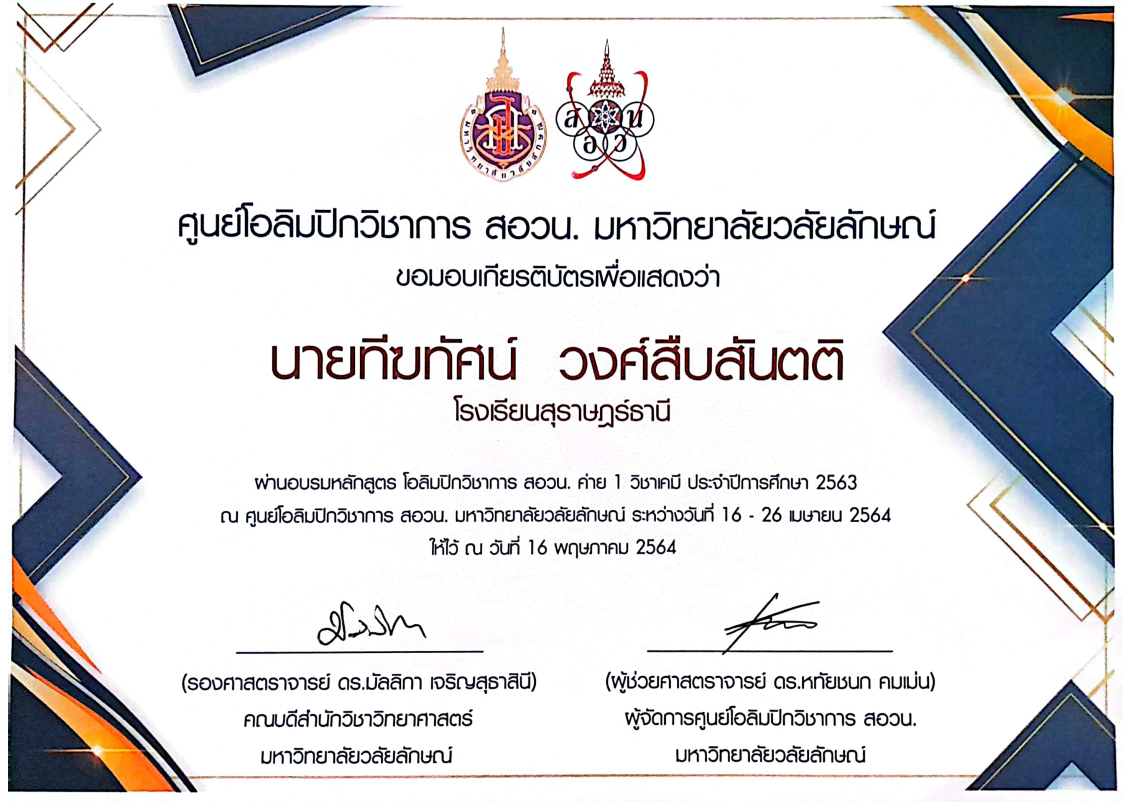 มหาวิทยาลัยวลัยลักษณ์
ส อ ว น
ศูนย์โอลิมปิกวิชาการ สอวน. มหาวิทยาลัยวลัยลักษณ์
ขอมอบเกียรติบัตรเพื่อแสดงว่า
นายทีฆทัศน์ วงศ์สืบสันตติ
โรงเรียนสุราษฎร์ธานี
ผ่านอบรมหลักสูตร โอลิมปิกวิชาการ สอวน. ค่าย 1 วิชาเคมี ประจำปีการศึกษา 2563
ณ ศูนย์โอลิมปิกวิชาการ สอวน. มหาวิทยาลัยวลัยลักษณ์ ระหว่างวันที่ 16 - 26 เมษายน 2564
ให้ไว้ ณ วันที่ 16 พฤษภาคม 2564
(รองศาสตราจารย์ ดร.มัลลิกา เจริญสุธาสินี)
คณบดีสำนักวิชาวิทยาศาสตร์
มหาวิทยาลัยวลัยลักษณ์
(ผู้ช่วยศาสตราจารย์ ดร.หทัยชนก คมเม่น)
ผู้จัดการศูนย์โอลิมปิกวิชาการ สอวน.
มหาวิทยาลัยวลัยลักษณ์